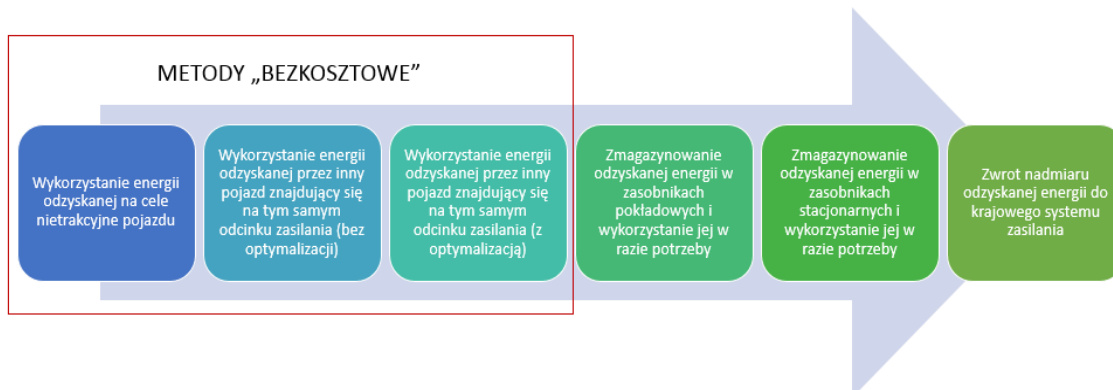 METODY „BEZKOSZTOWE”
Wykorzystanie energii
odzyskanej na cele
nietrakcyjne pojazdu
Wykorzystanie energii
odzyskanej przez inny
pojazd znajdujący się
na tym samym
odcinku zasilania (bez
optymalizacji)
Wykorzystanie energii
odzyskanej przez inny
pojazd znajdujący się
na tym samym
odcinku zasilania (z
optymalizacją)
Zmagazynowanie
odzyskanej energii w
zasobnikach
pokładowych i
wykorzystanie jej w
razie potrzeby
Zmagazynowanie
odzyskanej energii w
zasobnikach
stacjonarnych i
wykorzystanie jej w
razie potrzeby
Zwrot nadmiaru
odzyskanej energii do
krajowego systemu
zasilania